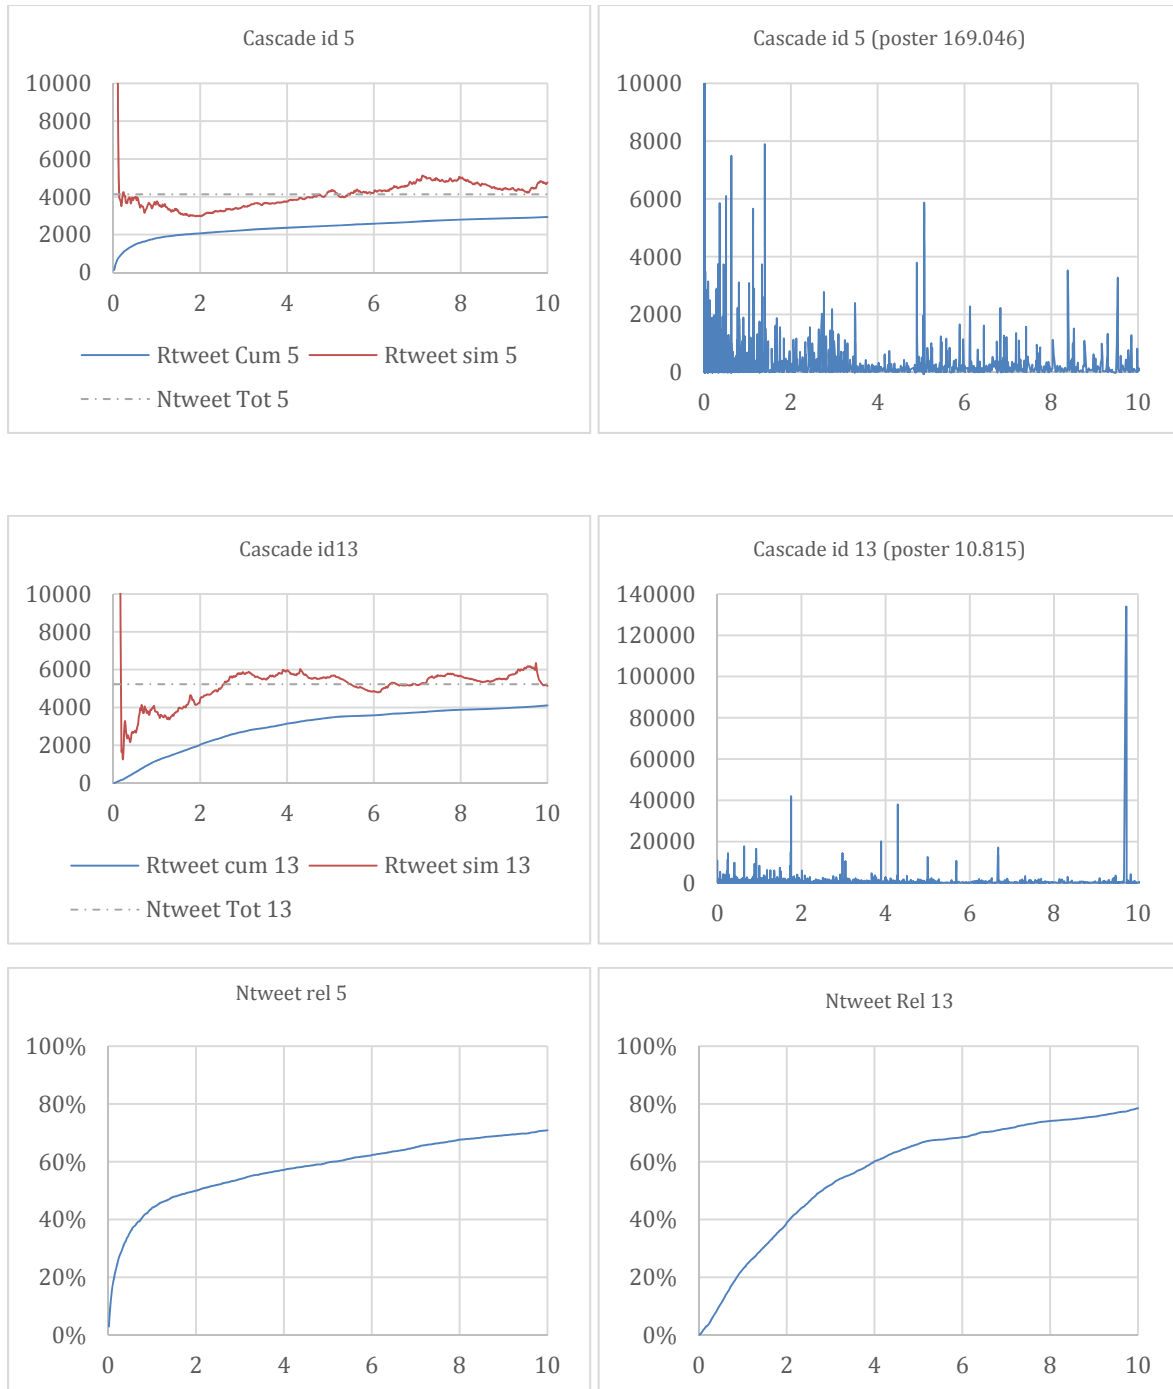 Cascade id 5
10000
8000
6000
4000
2000
0
0 2 4 6 8 10
Rtweet Cum 5 Rtweet sim 5
Ntweet Tot 5
Cascade id 5 (poster 169.046)
10000
8000
6000
4000
2000
0
0 2 4 6 8 10
Cascade id13
10000
8000
6000
4000
2000
0
0 2 4 6 8 10
Rtweet cum 13 Rtweet sim 13
Ntweet Tot 13
Cascade id 13 (poster 10.815)
140000
120000
100000
80000
60000
40000
20000
0
0 2 4 6 8 10
Ntweet rel 5
100%
80%
60%
40%
20%
0%
0 2 4 6 8 10
Ntweet Rel 13
100%
80%
60%
40%
20%
0%
0 2 4 6 8 10